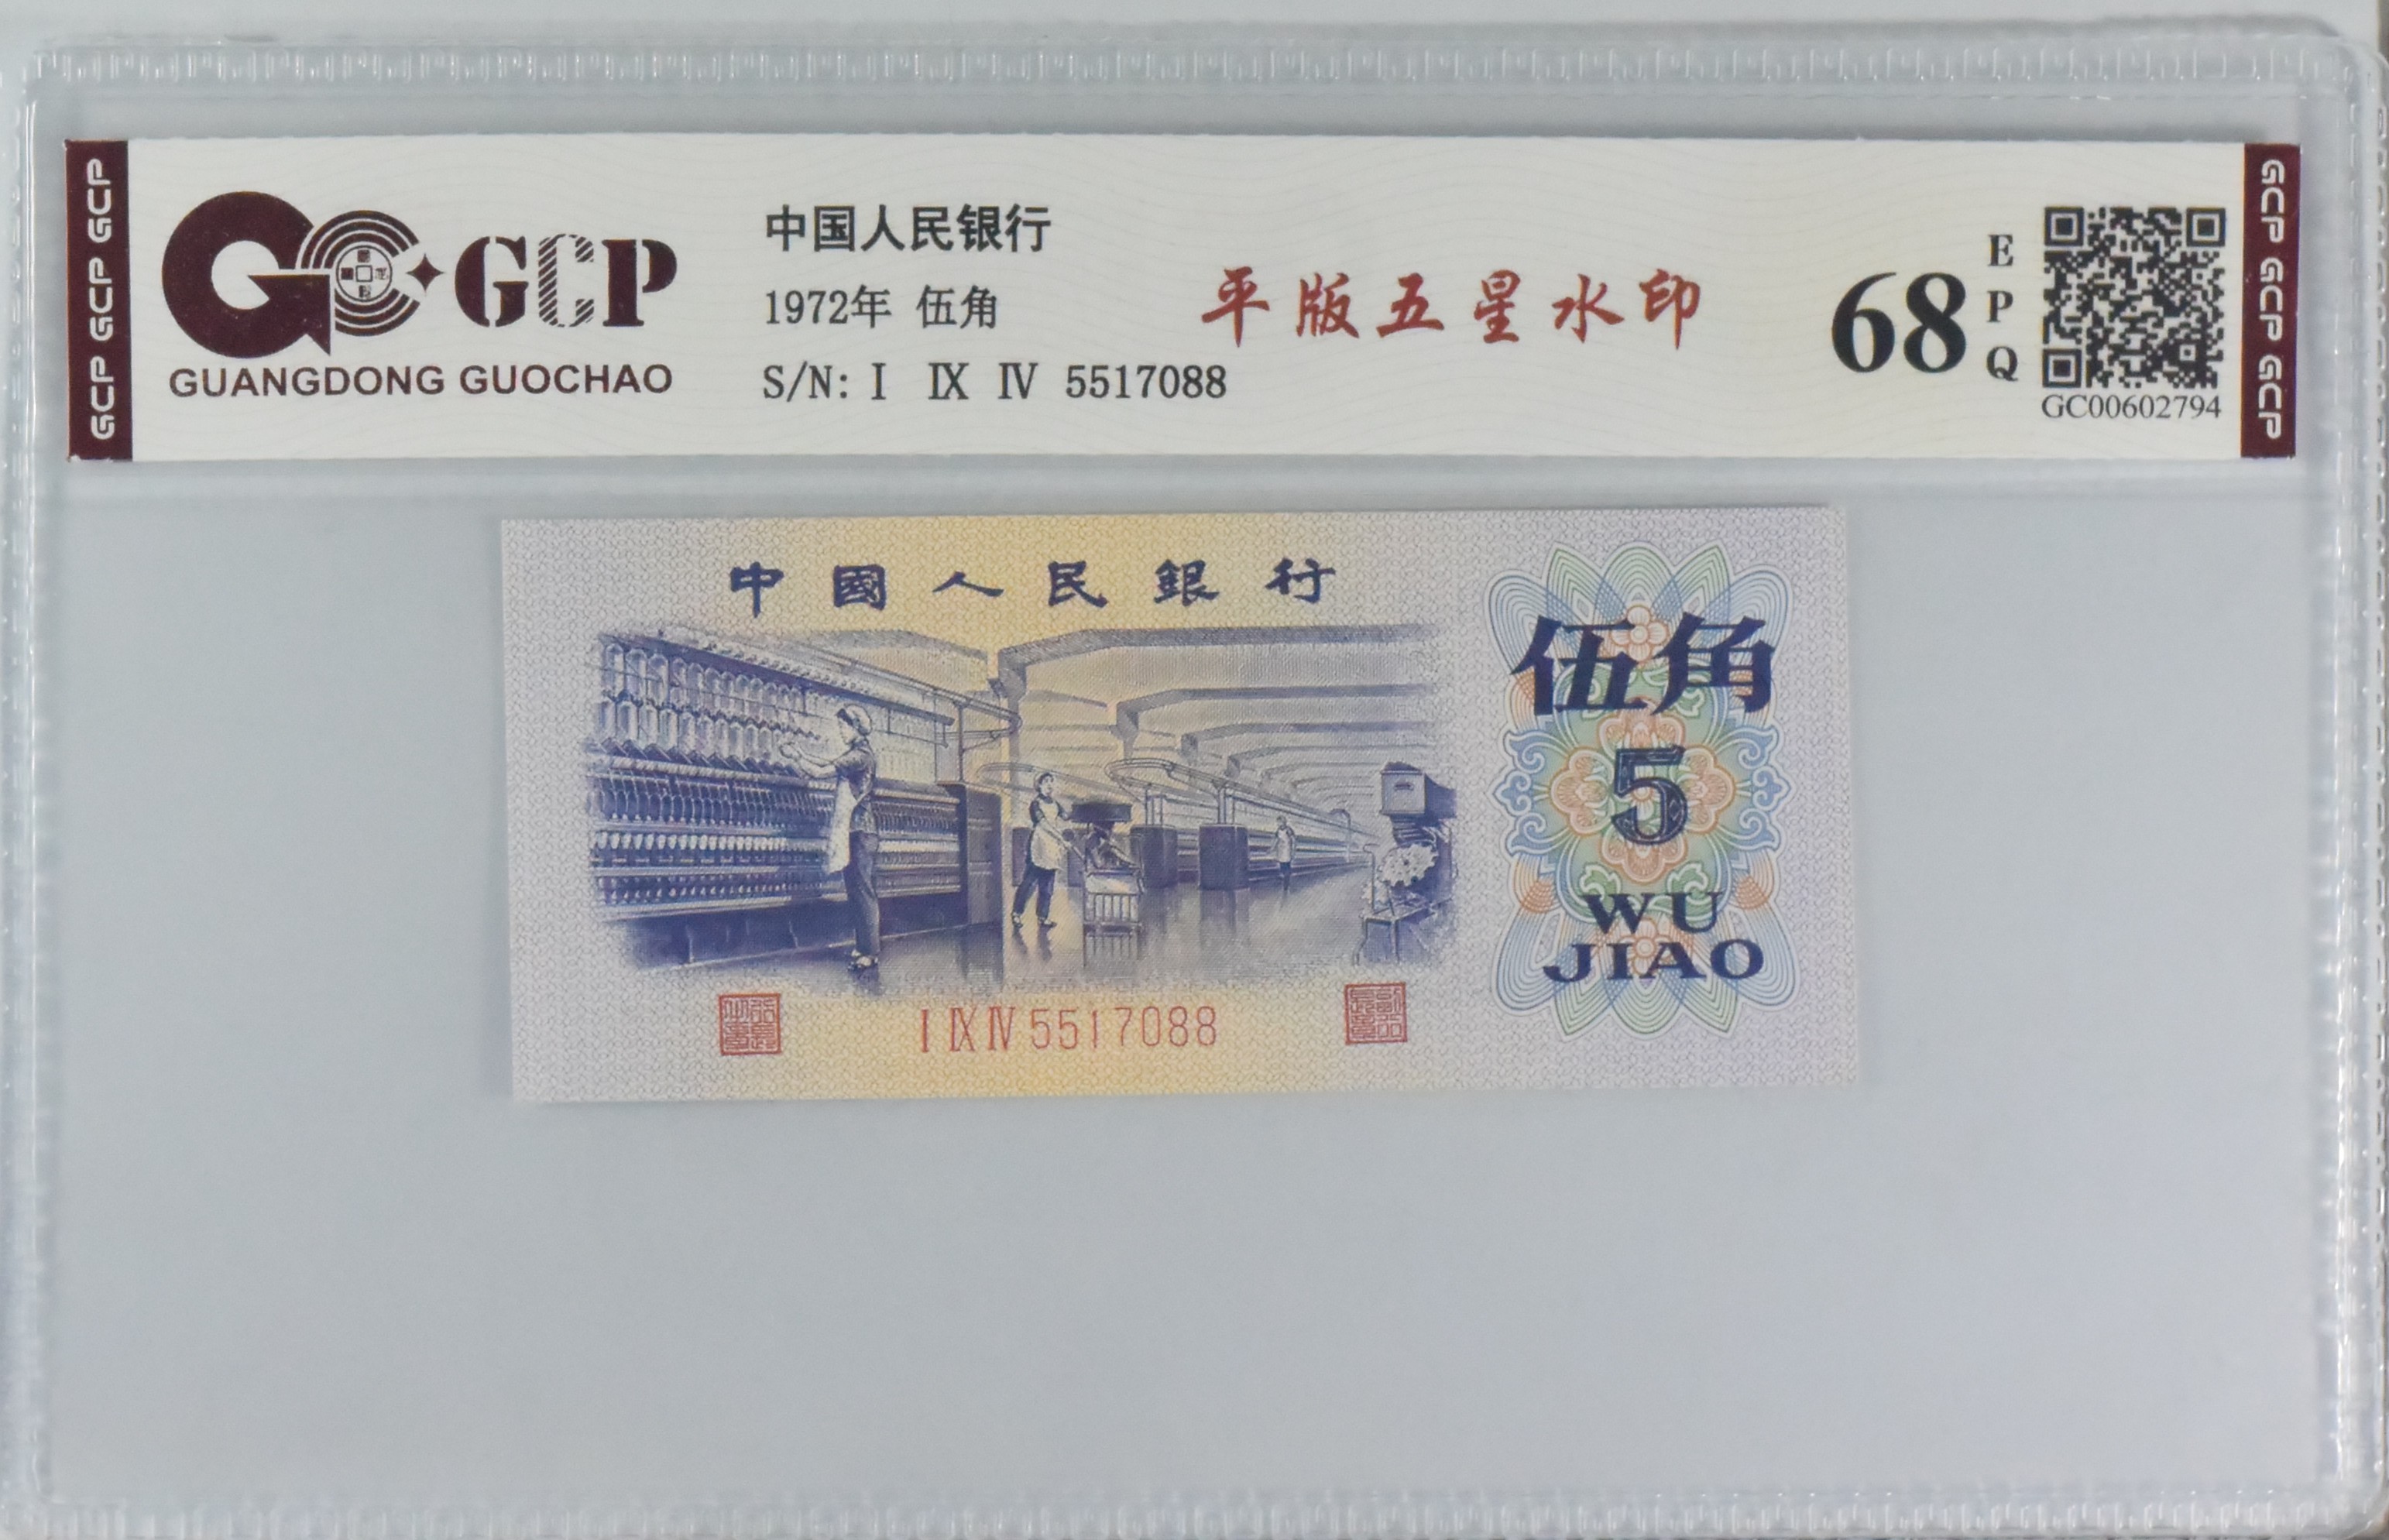 GCP GCP GCP
GCP
GUANGDONG GUOCHAO
中国人民银行
1972年 伍角
S/N: Ⅰ Ⅸ Ⅳ 5517088
平版五星水印
68
E
P
Q
GC00602794
GCP GCP GCP
中國人民銀行
伍角
5
WU
JIAO
Ⅰ Ⅸ Ⅳ 5517088